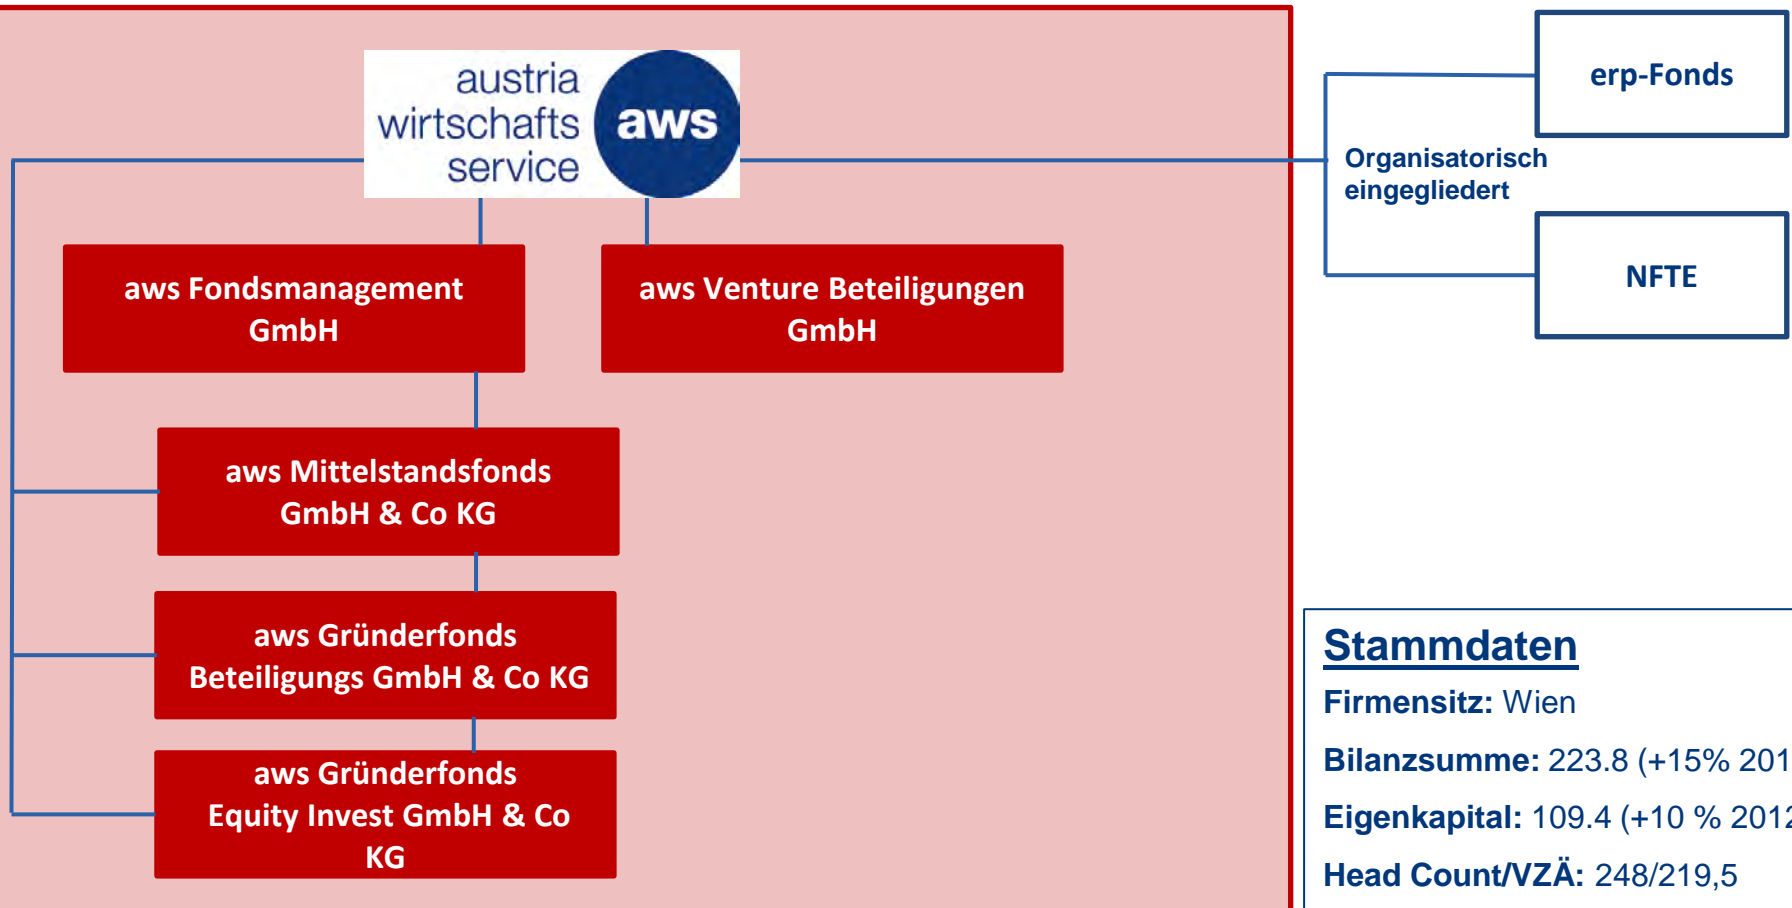 austria
wirtschafts
service
aws
erp-Fonds
Organisatorisch
eingegliedert
NFTE
aws Fondsmanagement
GmbH
aws Venture Beteiligungen
GmbH
aws Mittelstandsfonds
GmbH & Co KG
aws Gründerfonds
Beteiligungs GmbH & Co KG
aws Gründerfonds
Equity Invest GmbH & Co
KG
Stammdaten
Firmensitz: Wien
Bilanzsumme: 223.8 (+15% 201
Eigenkapital: 109.4 (+10 % 2012
Head Count/VZÄ: 248/219,5